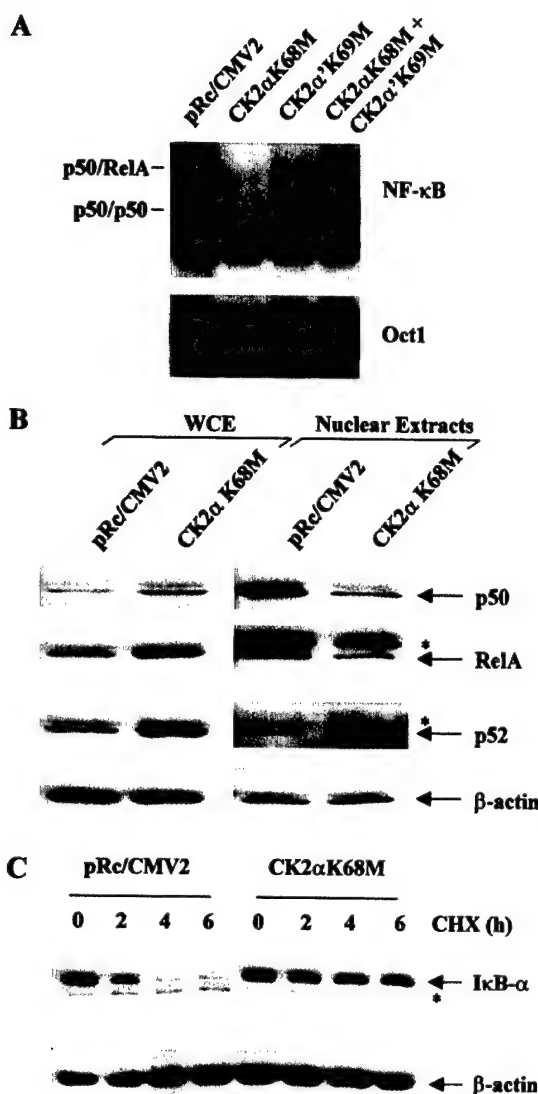 A
pRc/CMV2
CK2αK68M
CK2α'K69M
CK2αK68M +
CK2α'K69M
p50/RelA
p50/p50
NF-κB
Oct1
B
WCE
Nuclear Extracts
pRc/CMV2
CK2α K68M
pRc/CMV2
CK2α K68M
p50
*
RelA
*
p52
β-actin
C
pRc/CMV2
CK2αK68M
0 2 4 6 0 2 4 6 CHX (h)
IκB-α
*
β-actin